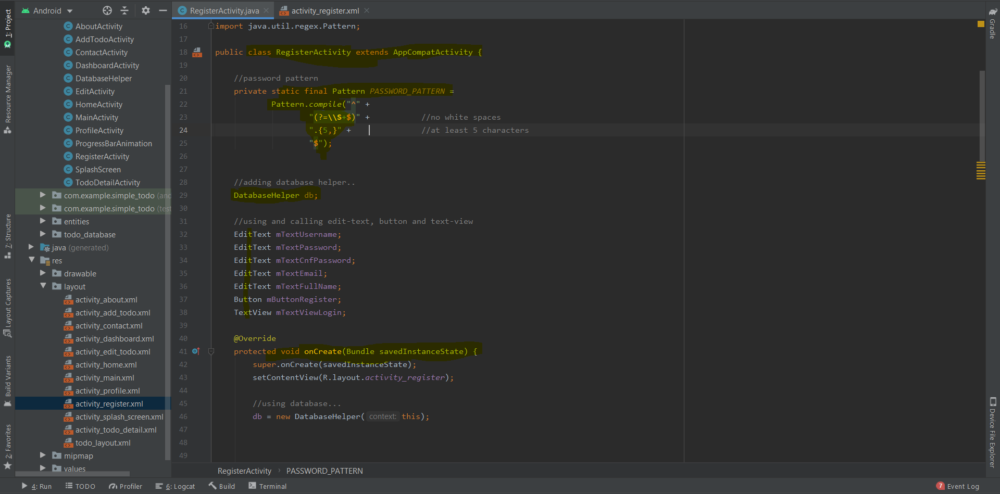 Android
RegisterActivity.java
activity_register.xml
1: Project
Resource Manager
7: Structure
Layout Captures
Build Variants
2: Favorites
AboutActivity
AddTodoActivity
ContactActivity
DashboardActivity
DatabaseHelper
EditActivity
HomeActivity
MainActivity
ProfileActivity
ProgressBarAnimation
RegisterActivity
SplashScreen
TodoDetailActivity
com.example.simple_todo (and
com.example.simple_todo (test
entities
todo_database
java (generated)
res
drawable
layout
activity_about.xml
activity_add_todo.xml
activity_contact.xml
activity_dashboard.xml
activity_edit_todo.xml
activity_home.xml
activity_main.xml
activity_profile.xml
activity_register.xml
activity_splash_screen.xml
activity_todo_detail.xml
todo_layout.xml
mipmap
values
16 import java.util.regex.Pattern;
17
18 public class RegisterActivity extends AppCompatActivity {
19
20 //password pattern
21 private static final Pattern PASSWORD_PATTERN =
22 Pattern.compile("^" +
23 "(?=\\S+$)" + //no white spaces
24 ".{5,}" + //at least 5 characters
25 "$");
26
27
28 //adding database helper..
29 DatabaseHelper db;
30
31 //using and calling edit-text, button and text-view
32 EditText mTextUsername;
33 EditText mTextPassword;
34 EditText mTextCnfPassword;
35 EditText mTextEmail;
36 EditText mTextFullName;
37 Button mButtonRegister;
38 TextView mTextViewLogin;
39
40 @Override
41 protected void onCreate(Bundle savedInstanceState) {
42 super.onCreate(savedInstanceState);
43 setContentView(R.layout.activity_register);
44
45 //using database...
46 db = new DatabaseHelper( context: this);
47
48
49
RegisterActivity › PASSWORD_PATTERN
Gradle
Device File Explorer
4: Run
TODO
Profiler
6: Logcat
Build
Terminal
7 Event Log